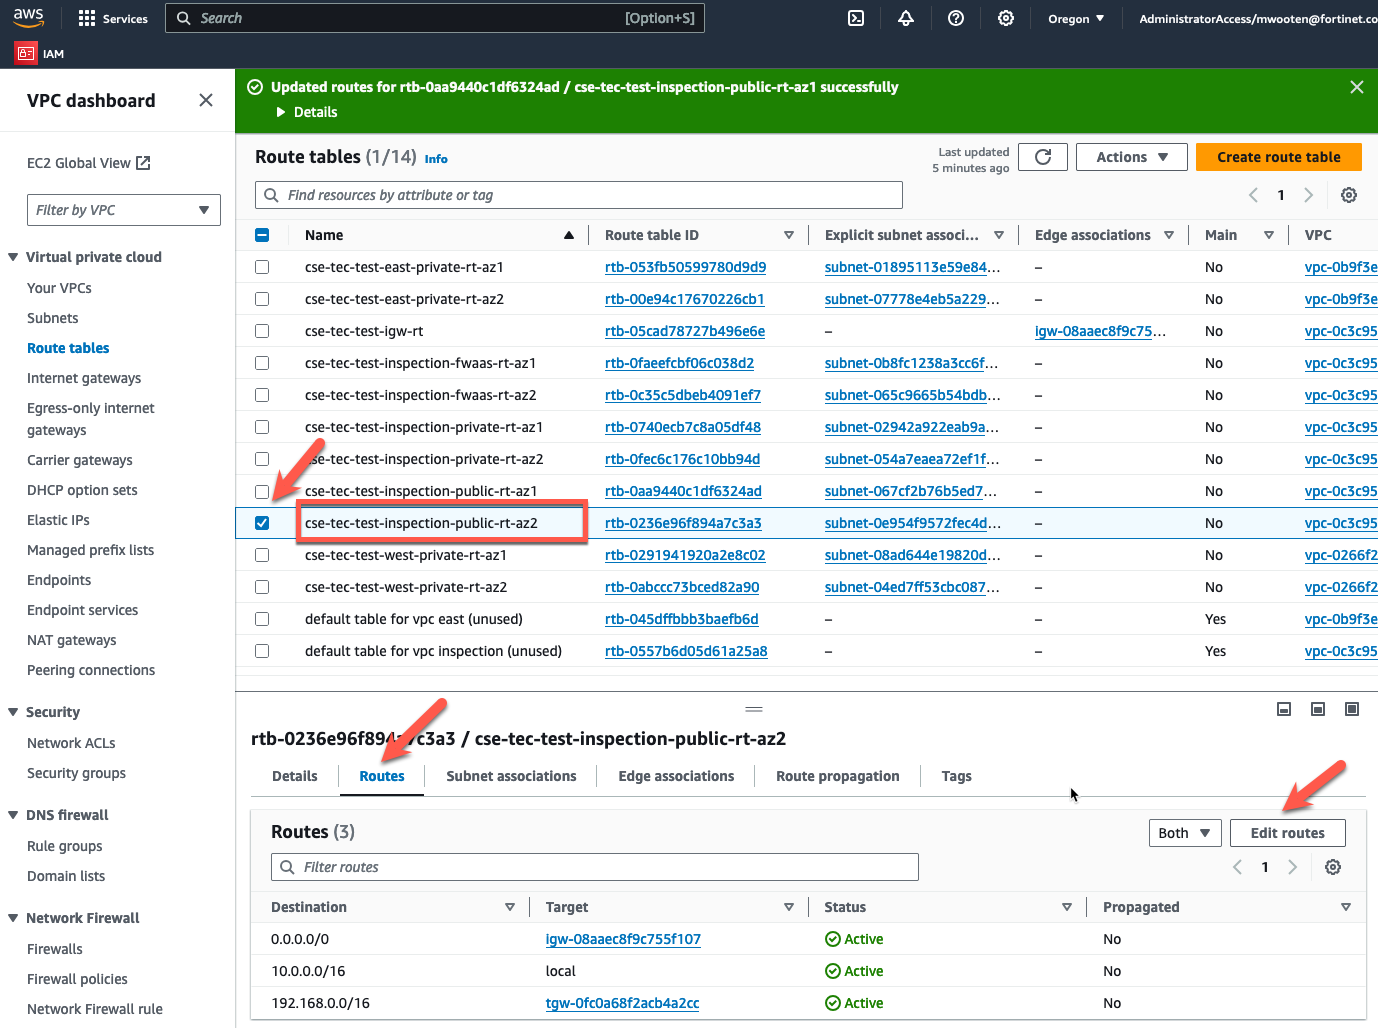 aws
Services
Search
[Option+S]
Oregon
AdministratorAccess/mwooten@fortinet.co
IAM
VPC dashboard
EC2 Global View
Filter by VPC
Virtual private cloud
Your VPCs
Subnets
Route tables
Internet gateways
Egress-only internet
gateways
Carrier gateways
DHCP option sets
Elastic IPs
Managed prefix lists
Endpoints
Endpoint services
NAT gateways
Peering connections
Security
Network ACLs
Security groups
DNS firewall
Rule groups
Domain lists
Network Firewall
Firewalls
Firewall policies
Network Firewall rule
Updated routes for rtb-0aa9440c1df6324ad / cse-tec-test-inspection-public-rt-az1 successfully
Details
Route tables (1/14) Info
Last updated
5 minutes ago
Actions
Create route table
Find resources by attribute or tag
1
Name Route table ID Explicit subnet associ... Edge associations Main VPC
cse-tec-test-east-private-rt-az1 rtb-053fb50599780d9d9 subnet-01895113e59e84... – No vpc-0b9f3e
cse-tec-test-east-private-rt-az2 rtb-00e94c17670226cb1 subnet-07778e4eb5a229... – No vpc-0b9f3e
cse-tec-test-igw-rt rtb-05cad78727b496e6e – igw-08aaec8f9c75... No vpc-0c3c95
cse-tec-test-inspection-fwaas-rt-az1 rtb-0faeefcbf06c038d2 subnet-0b8fc1238a3cc6f... – No vpc-0c3c95
cse-tec-test-inspection-fwaas-rt-az2 rtb-0c35c5dbeb4091ef7 subnet-065c9665b54bdb... – No vpc-0c3c95
cse-tec-test-inspection-private-rt-az1 rtb-0740ecb7c8a05df48 subnet-02942a922eab9a... – No vpc-0c3c95
se-tec-test-inspection-private-rt-az2 rtb-0fec6c176c10bb94d subnet-054a7eaea72ef1f... – No vpc-0c3c95
cse-tec-test-inspection-public-rt-az1 rtb-0aa9440c1df6324ad subnet-067cf2b76b5ed7... – No vpc-0c3c95
cse-tec-test-inspection-public-rt-az2 rtb-0236e96f894a7c3a3 subnet-0e954f9572fec4d... – No vpc-0c3c95
cse-tec-test-west-private-rt-az1 rtb-0291941920a2e8c02 subnet-08ad644e19820d... – No vpc-0266f2
cse-tec-test-west-private-rt-az2 rtb-0abccc73bced82a90 subnet-04ed7ff53cbc087... – No vpc-0266f2
default table for vpc east (unused) rtb-045dffbbb3baefb6d – – Yes vpc-0b9f3e
default table for vpc inspection (unused) rtb-0557b6d05d61a25a8 – – Yes vpc-0c3c95
rtb-0236e96f894a7c3a3 / cse-tec-test-inspection-public-rt-az2
Details Routes Subnet associations Edge associations Route propagation Tags
Routes (3)
Both
Edit routes
Filter routes
1
Destination Target Status Propagated
0.0.0.0/0 igw-08aaec8f9c755f107 Active No
10.0.0.0/16 local Active No
192.168.0.0/16 tgw-0fc0a68f2acb4a2cc Active No